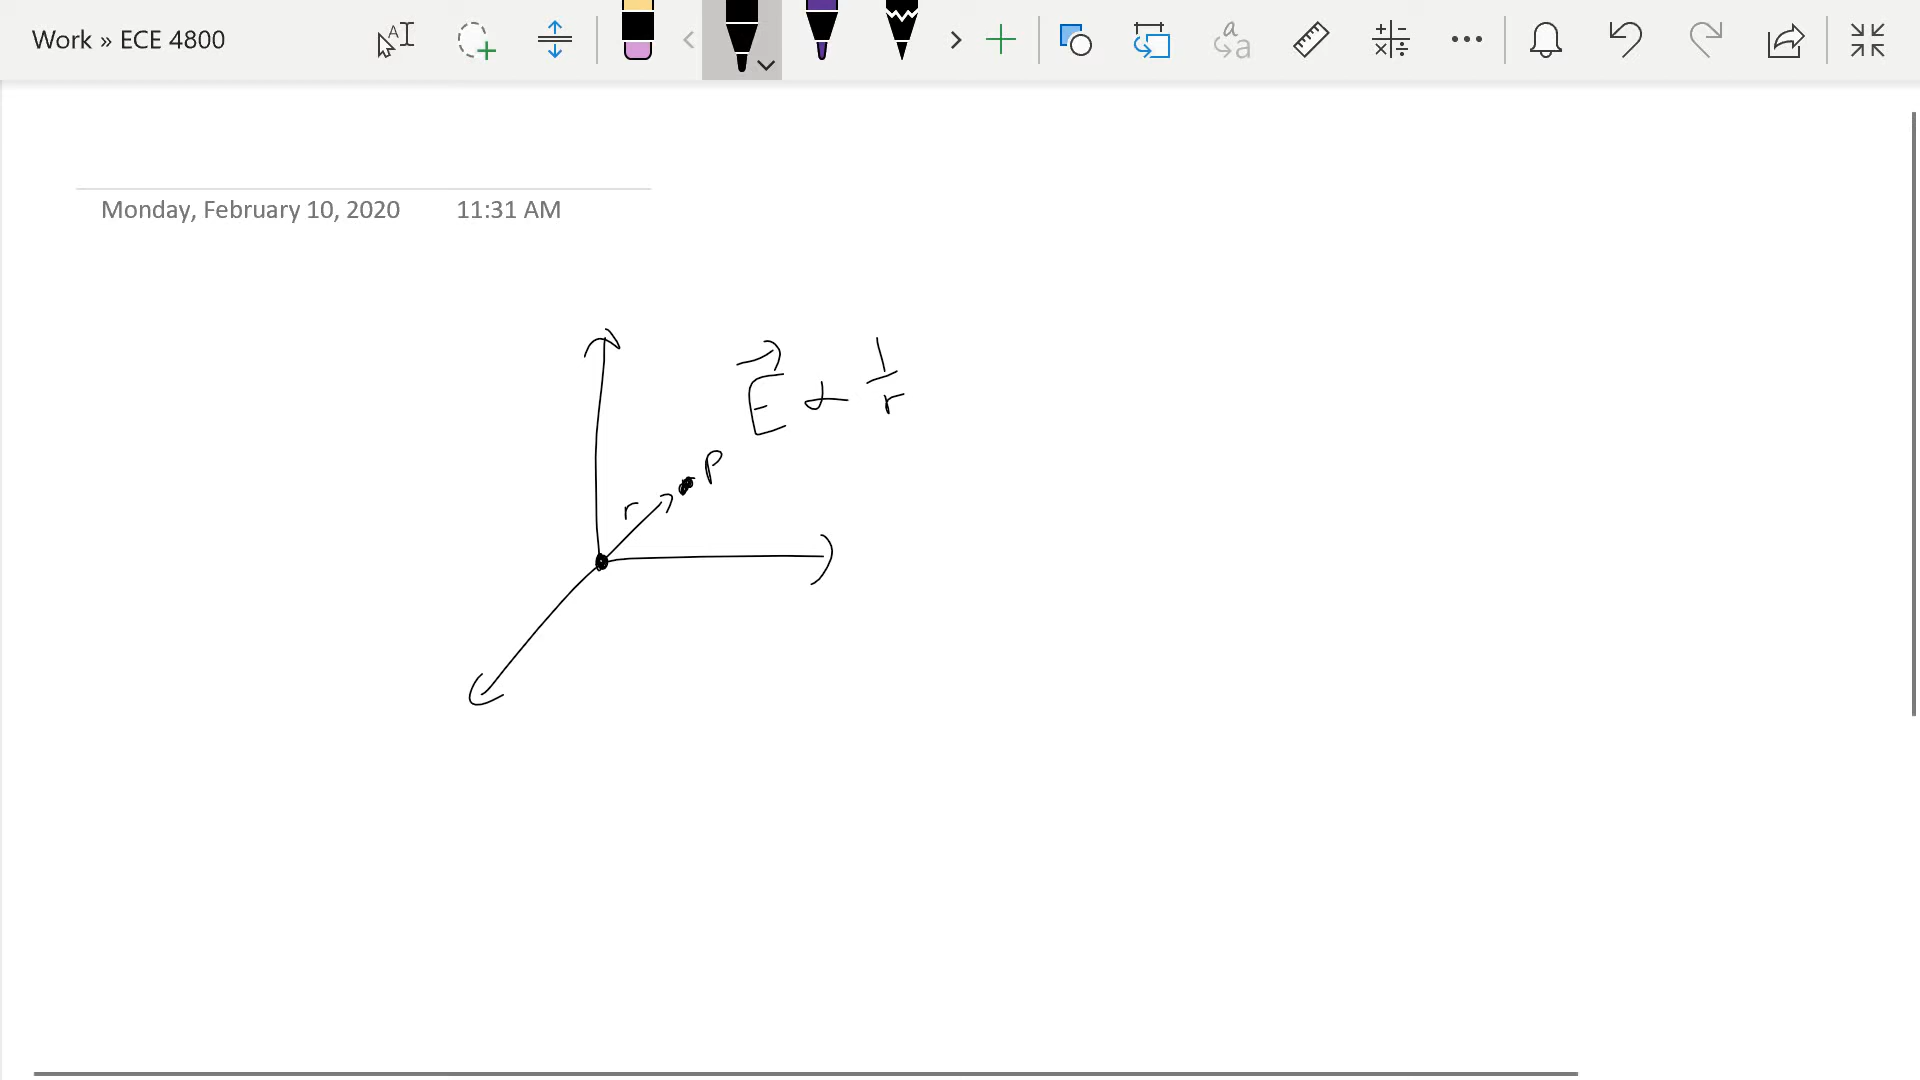 Work » ECE 4800
Monday, February 10, 2020 11:31 AM
E⃗ ∝ 1/r
P
r